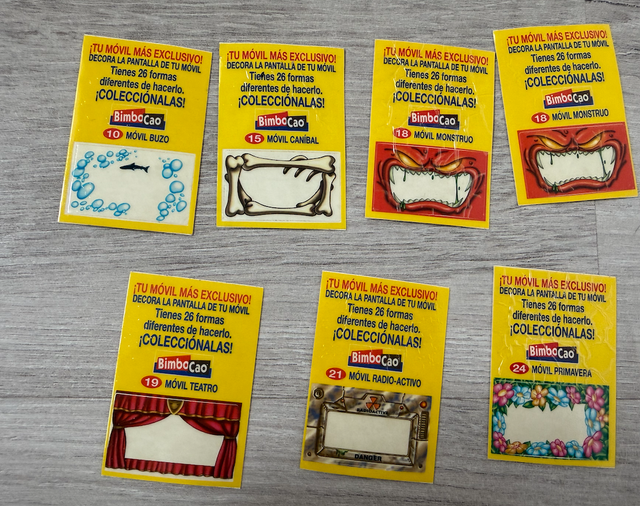 ¡TU MÓVIL MÁS EXCLUSIVO!
DECORA LA PANTALLA DE TU MÓVIL
Tienes 26 formas
diferentes de hacerlo.
¡COLECCIÓNALAS!
BimboCao
10 MÓVIL BUZO
¡TU MÓVIL MÁS EXCLUSIVO!
DECORA LA PANTALLA DE TU MÓVIL
Tienes 26 formas
diferentes de hacerlo.
¡COLECCIÓNALAS!
BimboCao
15 MÓVIL CANÍBAL
¡TU MÓVIL MÁS EXCLUSIVO!
DECORA LA PANTALLA DE TU MÓVIL
Tienes 26 formas
diferentes de hacerlo.
¡COLECCIÓNALAS!
BimboCao
18 MÓVIL MONSTRUO
¡TU MÓVIL MÁS EXCLUSIVO!
DECORA LA PANTALLA DE TU MÓVIL
Tienes 26 formas
diferentes de hacerlo.
¡COLECCIÓNALAS!
BimboCao
18 MÓVIL MONSTRUO
¡TU MÓVIL MÁS EXCLUSIVO!
DECORA LA PANTALLA DE TU MÓVIL
Tienes 26 formas
diferentes de hacerlo.
¡COLECCIÓNALAS!
BimboCao
19 MÓVIL TEATRO
¡TU MÓVIL MÁS EXCLUSIVO!
DECORA LA PANTALLA DE TU MÓVIL
Tienes 26 formas
diferentes de hacerlo.
¡COLECCIÓNALAS!
BimboCao
21 MÓVIL RADIO-ACTIVO
DANGER
¡TU MÓVIL MÁS EXCLUSIVO!
DECORA LA PANTALLA DE TU MÓVIL
Tienes 26 formas
diferentes de hacerlo.
¡COLECCIÓNALAS!
BimboCao
24 MÓVIL PRIMAVERA